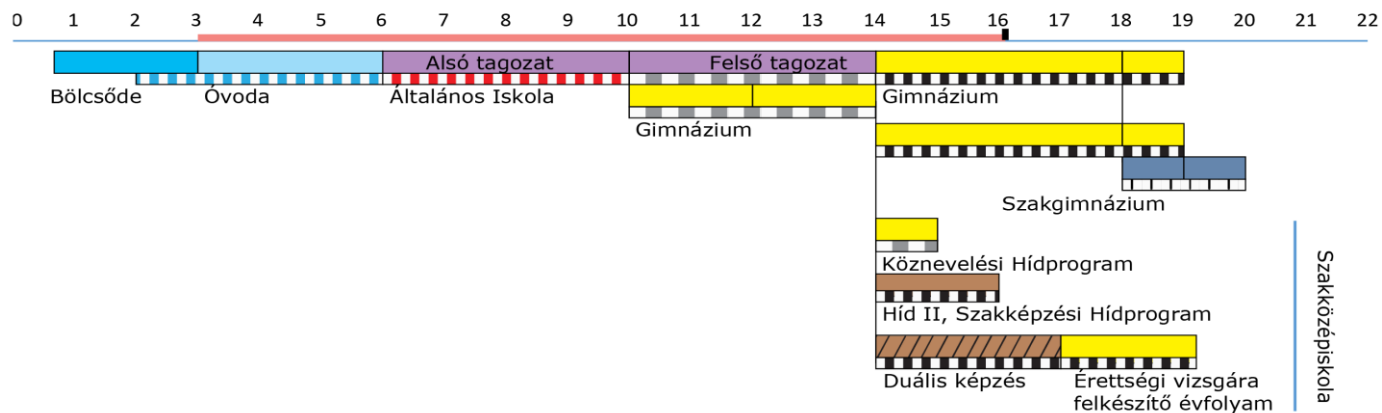 0 1 2 3 4 5 6 7 8 9 10 11 12 13 14 15 16 17 18 19 20 21 22
Alsó tagozat Felső tagozat
Bölcsőde Óvoda Általános Iskola Gimnázium
Gimnázium
Szakgimnázium
Köznevelési Hídprogram
Híd II, Szakképzési Hídprogram
Duális képzés Érettségi vizsgára
felkészítő évfolyam
Szakközépiskola